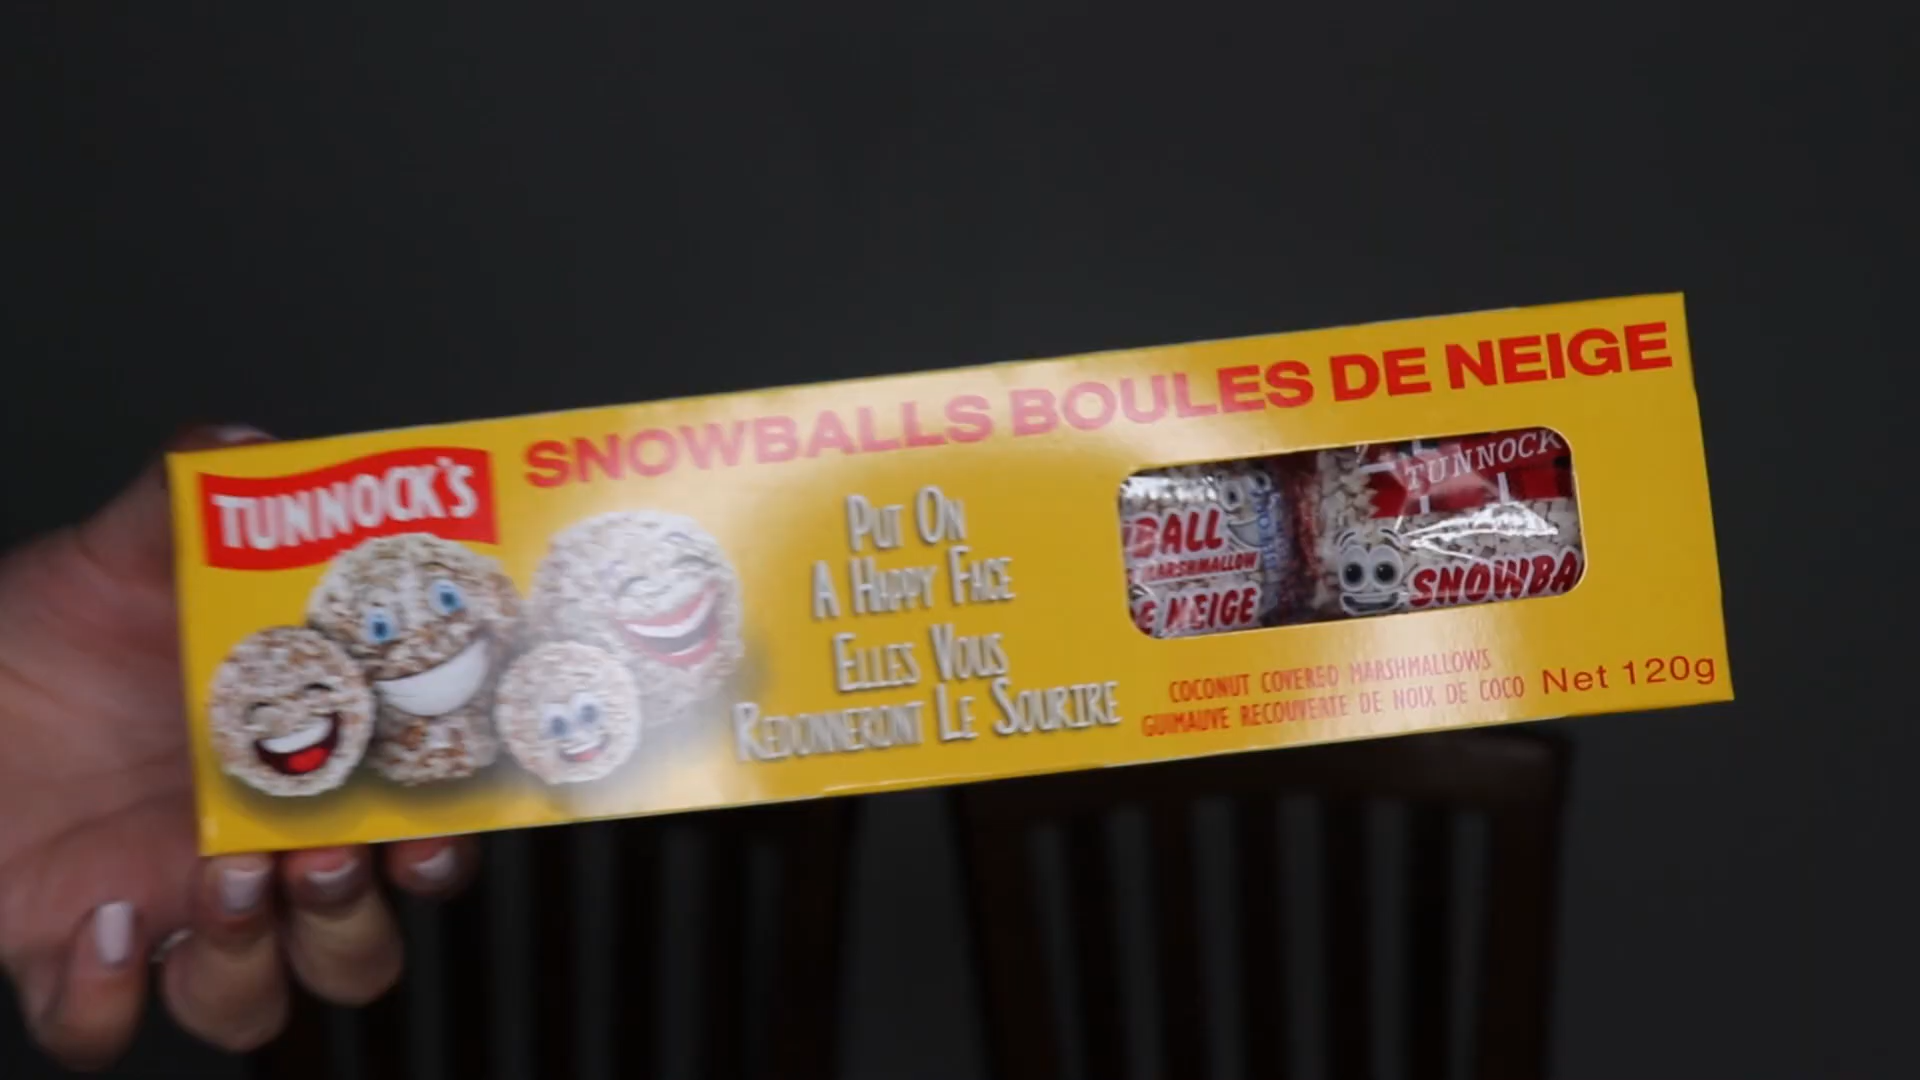 SNOWBALLS BOULES DE NEIGE
TUNNOCK'S
PUT ON
A HAPPY FACE
ELLES VOUS
REDONNERONT LE SOURIRE
BALL
MARSHMALLOW
E NEIGE
TUNNOCK
SNOWBA
COCONUT COVERED MARSHMALLOWS
GUIMAUVE RECOUVERTE DE NOIX DE COCO
Net 120g